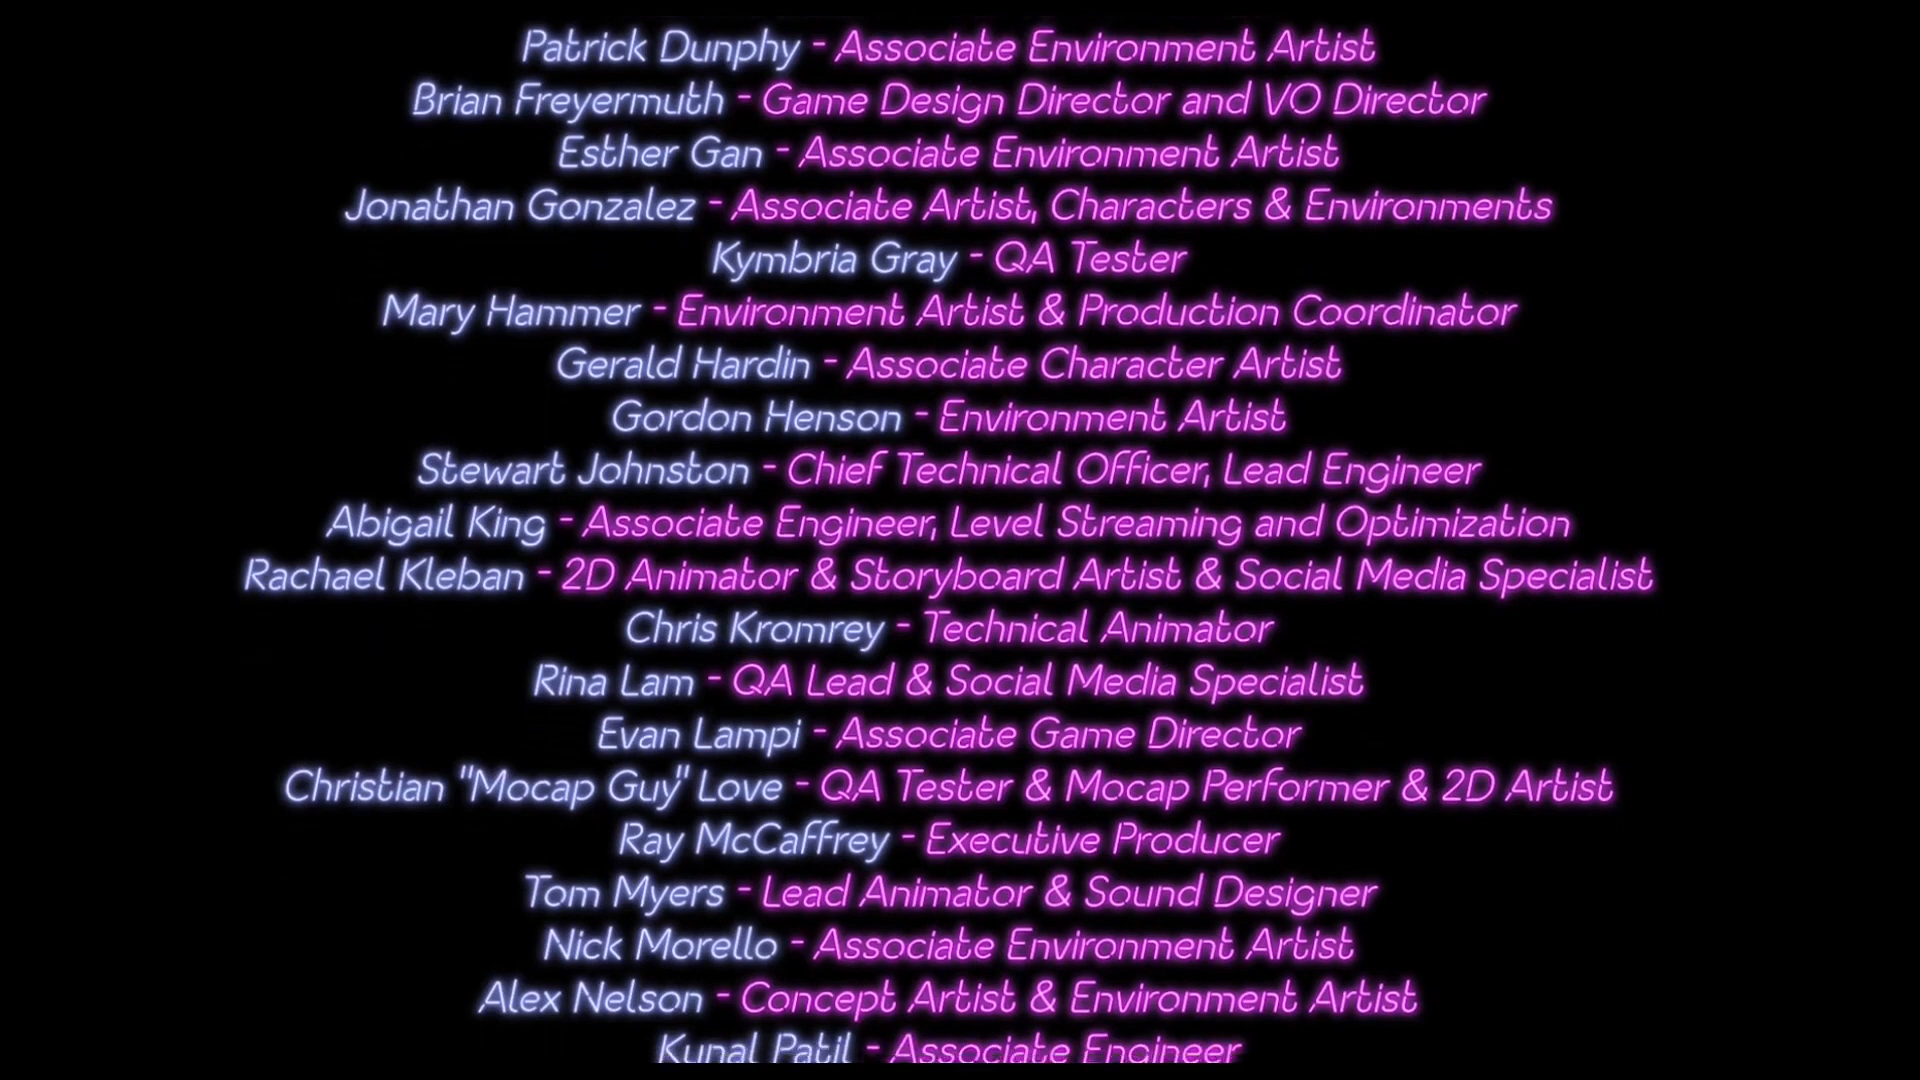 Patrick Dunphy - Associate Environment Artist
Brian Freyermuth - Game Design Director and VO Director
Esther Gan - Associate Environment Artist
Jonathan Gonzalez - Associate Artist, Characters & Environments
Kymbria Gray - QA Tester
Mary Hammer - Environment Artist & Production Coordinator
Gerald Hardin - Associate Character Artist
Gordon Henson - Environment Artist
Stewart Johnston - Chief Technical Officer, Lead Engineer
Abigail King - Associate Engineer, Level Streaming and Optimization
Rachael Kleban - 2D Animator & Storyboard Artist & Social Media Specialist
Chris Kromrey - Technical Animator
Rina Lam - QA Lead & Social Media Specialist
Evan Lampi - Associate Game Director
Christian "Mocap Guy" Love - QA Tester & Mocap Performer & 2D Artist
Ray McCaffrey - Executive Producer
Tom Myers - Lead Animator & Sound Designer
Nick Morello - Associate Environment Artist
Alex Nelson - Concept Artist & Environment Artist
Kunal Patil - Associate Engineer